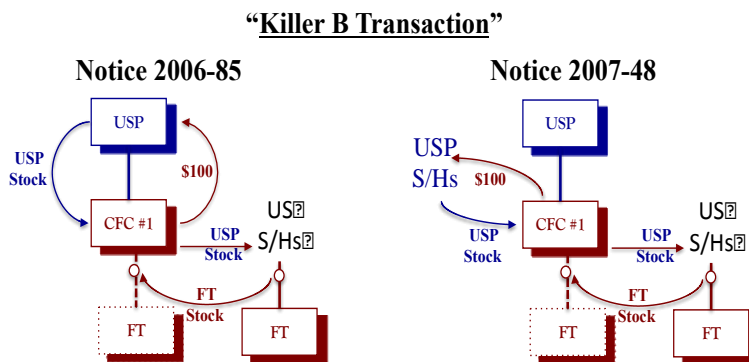 “Killer B Transaction”
Notice 2006-85
USP
USP
Stock
$100
CFC #1
USP
Stock
US
S/Hs
FT
Stock
FT
FT
Notice 2007-48
USP
USP
S/Hs
$100
CFC #1
USP
Stock
USP
Stock
US
S/Hs
FT
Stock
FT
FT